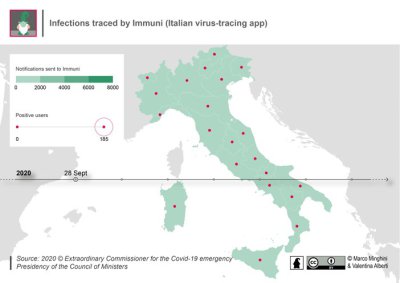 Infections traced by Immuni (Italian virus-tracing app)
Notifications sent to Immuni
0 2000 4000 6000 8000
Positive users
0 185
2020 28 Sept
Source: 2020 © Extraordinary Commissioner for the Covid-19 emergency
Presidency of the Council of Ministers
© Marco Minghini
& Valentina Alberti
CC BY